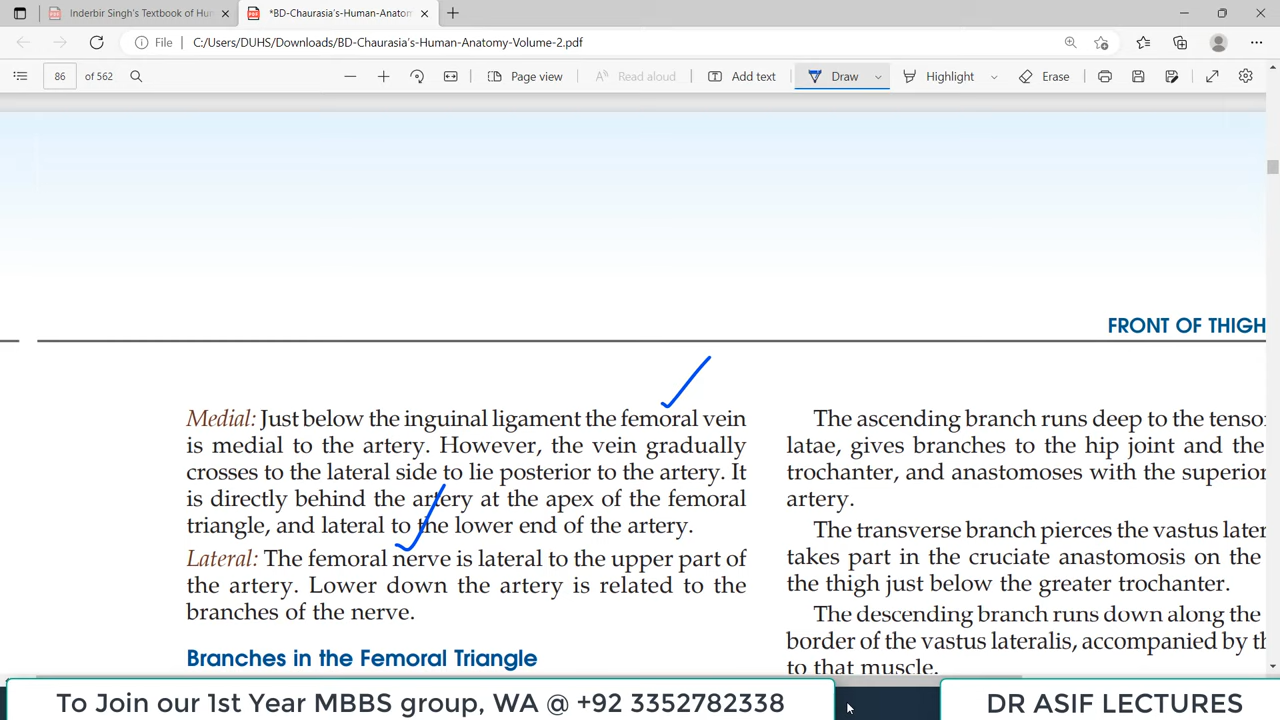 Inderbir Singh's Textbook of Hu
*BD-Chaurasia's-Human-Anatom
File
C:/Users/DUHS/Downloads/BD-Chaurasia's-Human-Anatomy-Volume-2.pdf
86 of 562
Page view
Read aloud
Add text
Draw
Highlight
Erase
FRONT OF THIGH
Medial: Just below the inguinal ligament the femoral vein
is medial to the artery. However, the vein gradually
crosses to the lateral side to lie posterior to the artery. It
is directly behind the artery at the apex of the femoral
triangle, and lateral to the lower end of the artery.
Lateral: The femoral nerve is lateral to the upper part of
the artery. Lower down the artery is related to the
branches of the nerve.
Branches in the Femoral Triangle
The ascending branch runs deep to the tenso
latae, gives branches to the hip joint and the
trochanter, and anastomoses with the superior
artery.
The transverse branch pierces the vastus later
takes part in the cruciate anastomosis on the
the thigh just below the greater trochanter.
The descending branch runs down along the
border of the vastus lateralis, accompanied by th
to that muscle.
To Join our 1st Year MBBS group, WA @ +92 3352782338
DR ASIF LECTURES